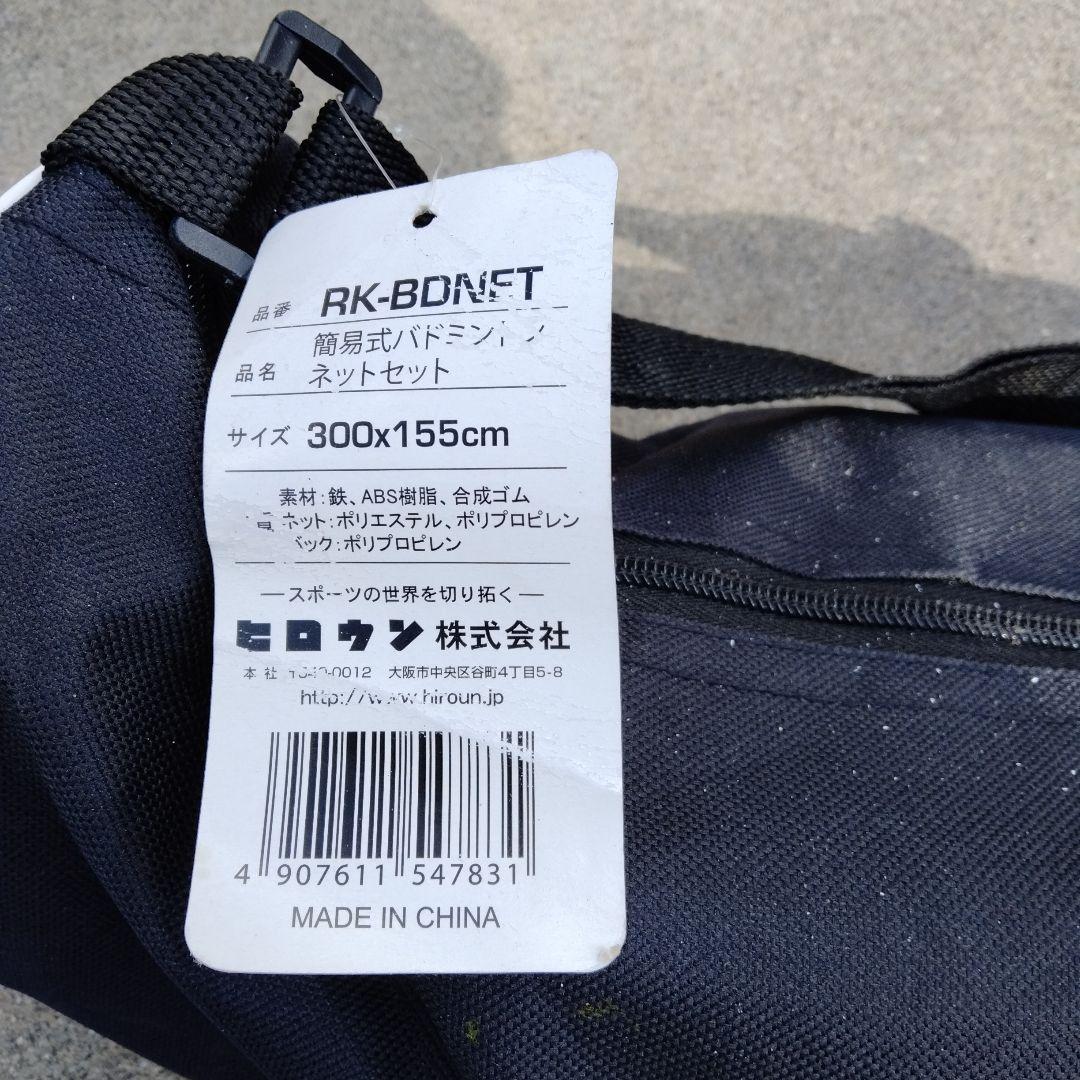 品番 RK-BDNET
品名 簡易式バドミントン
ネットセット
サイズ 300x155cm
素材:鉄、ABS樹脂、合成ゴム
ネット:ポリエステル、ポリプロピレン
バック:ポリプロピレン
―スポーツの世界を切り拓く―
ヒロウン株式会社
本社 〒540-0012 大阪市中央区谷町4丁目5-8
http://www.hiroun.jp
4 907611 547831
MADE IN CHINA